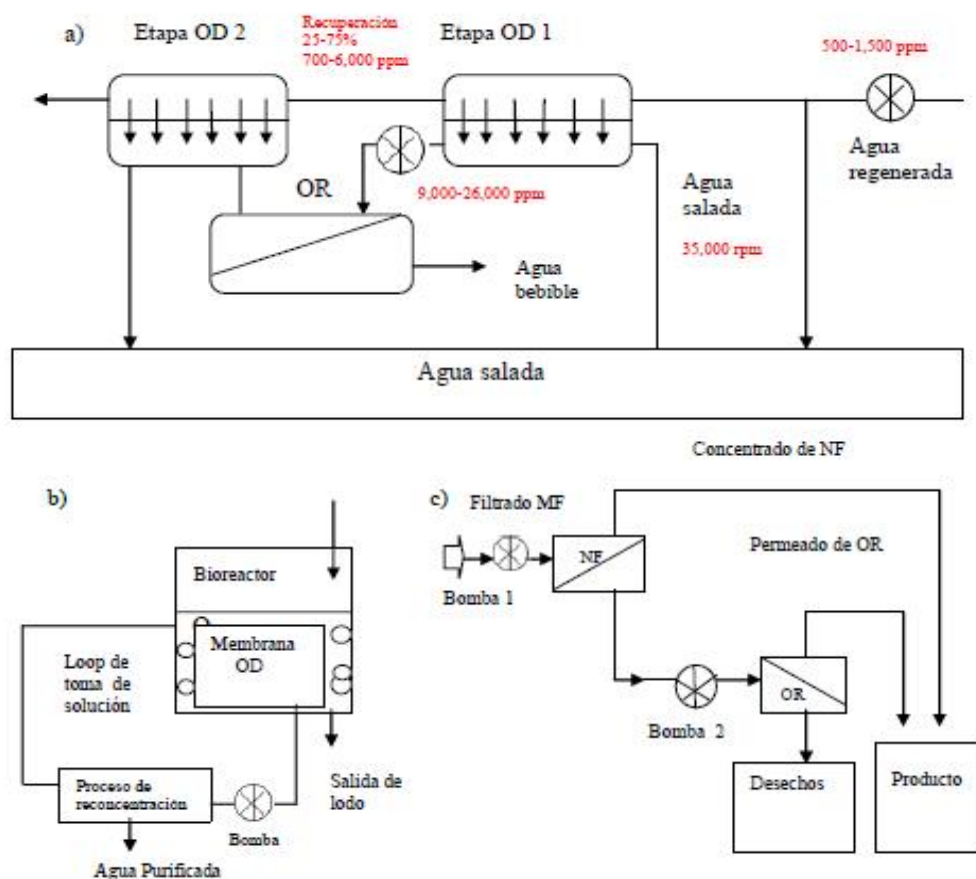 a)
Etapa OD 2
Recuperación
25-75%
700-6,000 ppm
Etapa OD 1
500-1,500 ppm
Agua
regenerada
OR
9,000-26,000 ppm
Agua
salada
35,000 rpm
Agua
bebible
Agua salada
Concentrado de NF
b)
Bioreactor
Membrana
OD
Loop de
toma de
solución
Proceso de
reconcentración
Bomba
Salida de
lodo
Agua Purificada
c)
Filtrado MF
NF
Bomba 1
Permeado de OR
OR
Bomba 2
Desechos
Producto